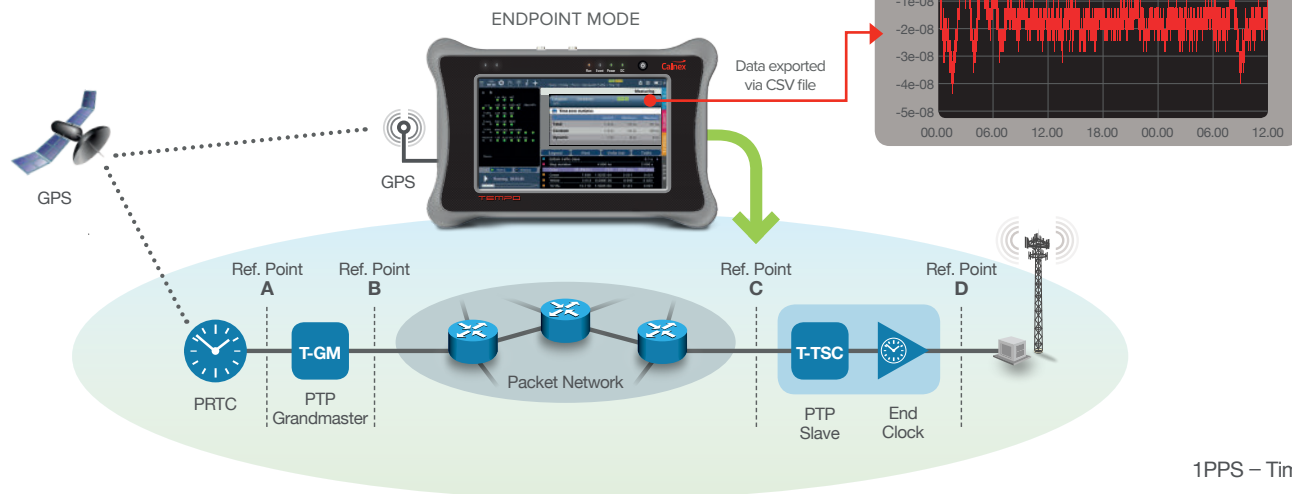 ENDPOINT MODE
Calnex
Data exported
via CSV file
-1e-08
-2e-08
-3e-08
-4e-08
-5e-08
00.00 06.00 12.00 18.00 00.00 06.00 12.00
GPS
GPS
TEMPO
Ref. Point
A
Ref. Point
B
Ref. Point
C
Ref. Point
D
T-GM
T-TSC
Packet Network
PRTC
PTP
Grandmaster
PTP
Slave
End
Clock
1PPS – Tim